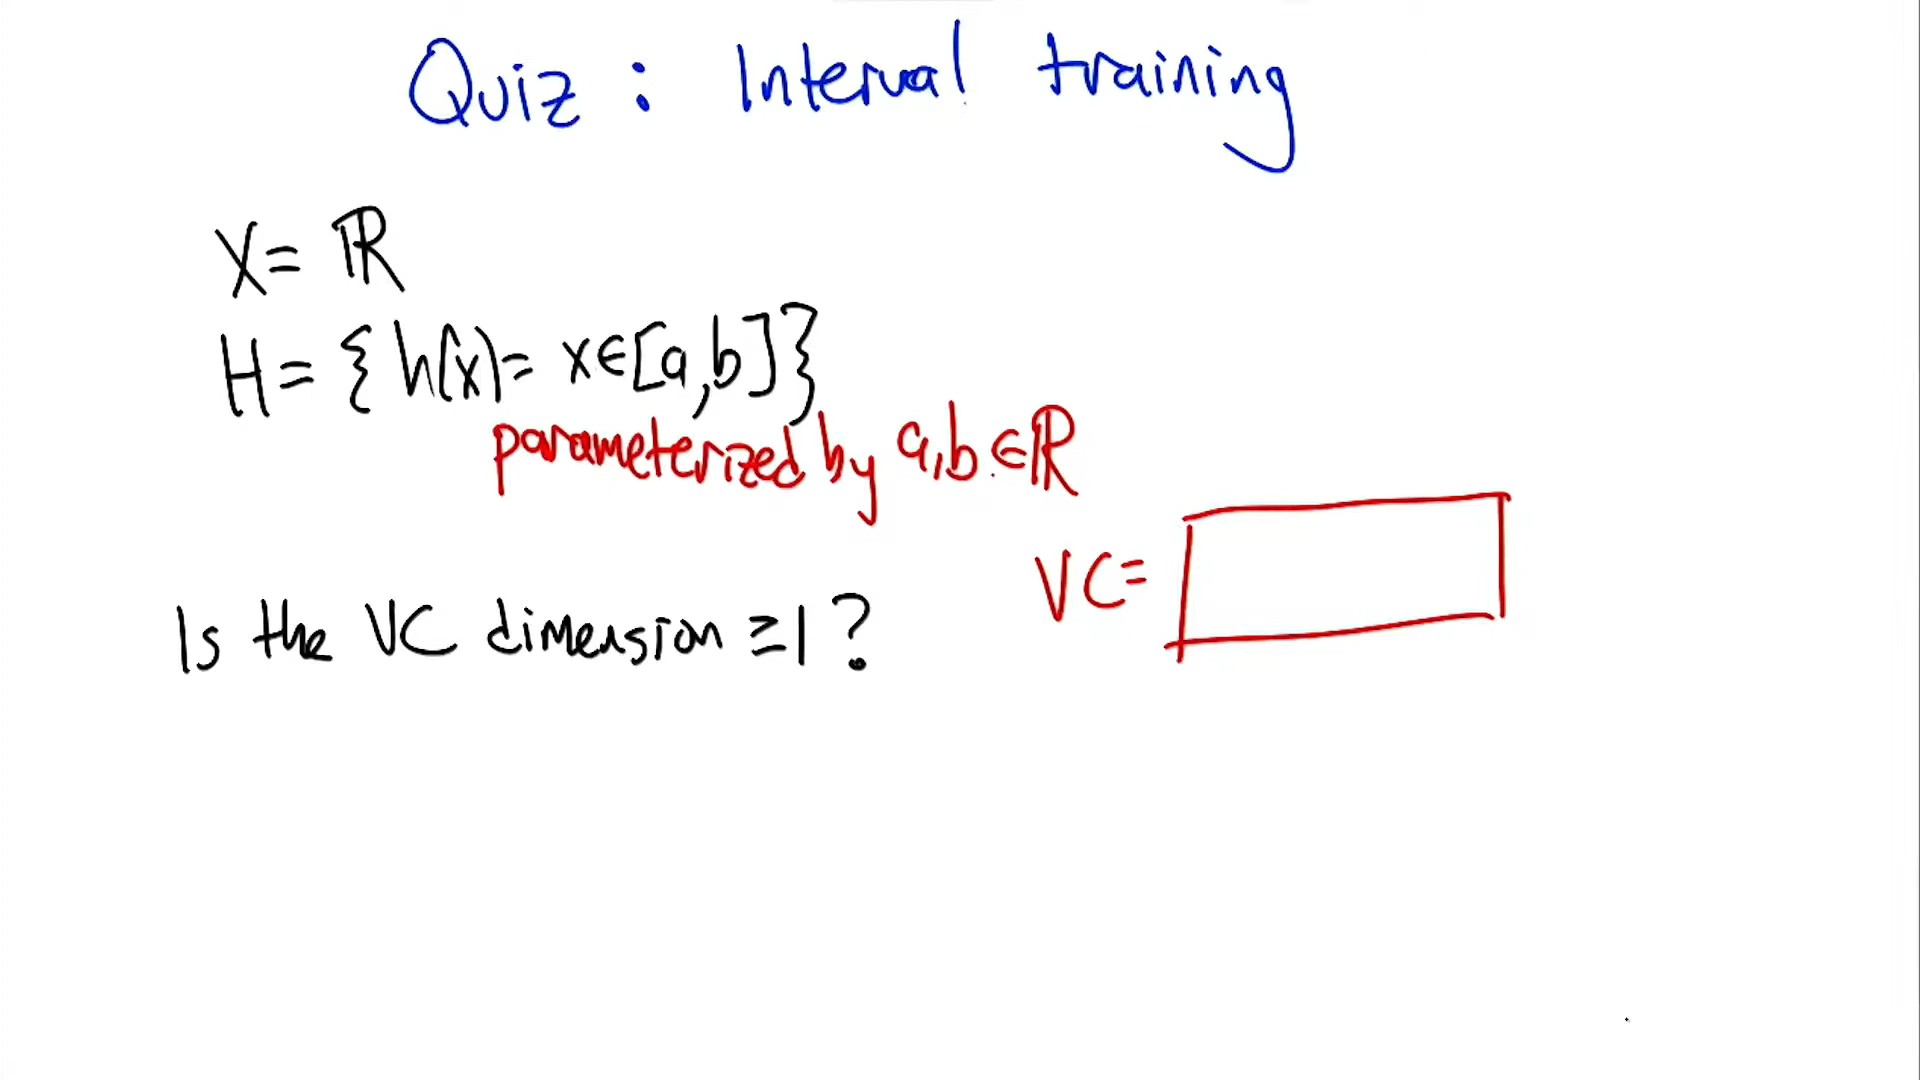 Quiz: Interval training
X = ℝ
H = { h(x) = x ∈ [a,b] }
parameterized by a,b ∈ ℝ
VC =
Is the VC dimension ≥ 1 ?